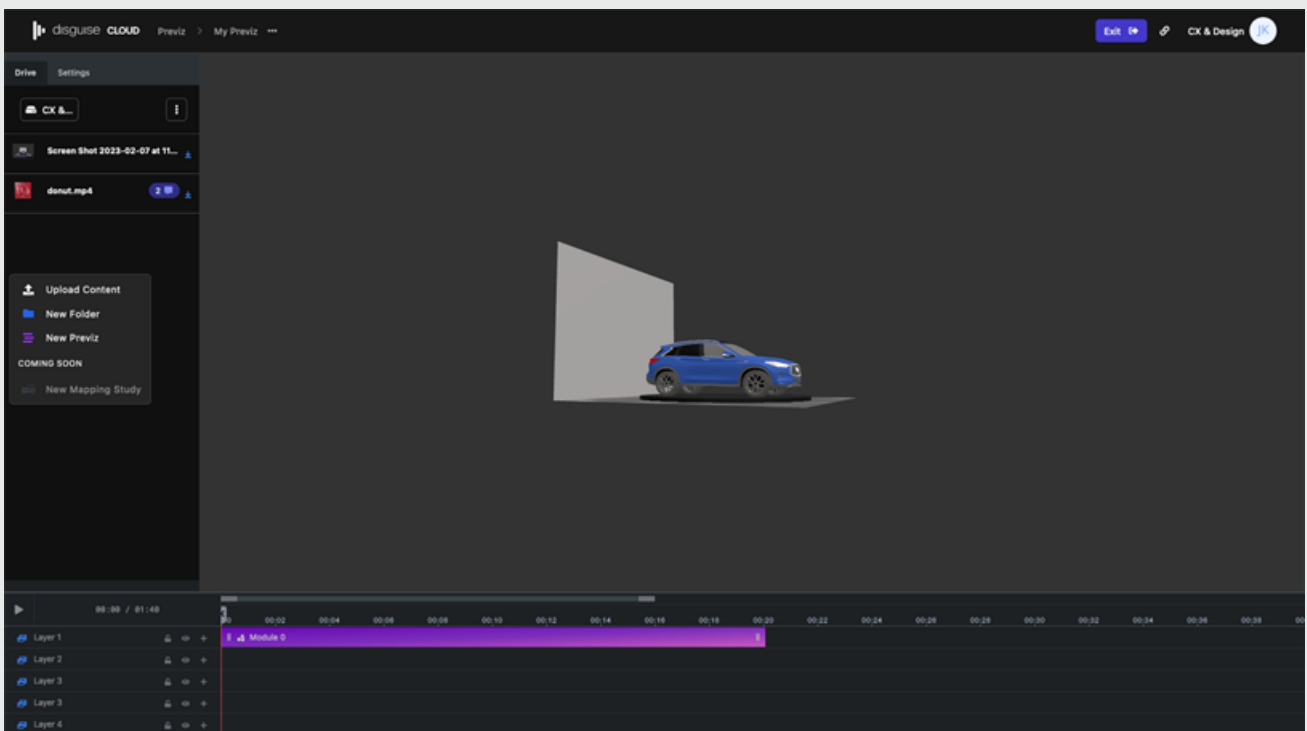 disguise CLOUD Previz > My Previz ••• Exit CX & Design JK
Drive Settings
CX &...
Screen Shot 2023-02-07 at 11...
donut.mp4 2
Upload Content
New Folder
New Previz
COMING SOON
New Mapping Study
00:00 / 01:40
00:02 00:04 00:06 00:08 00:10 00:12 00:14 00:16 00:18 00:20 00:22 00:24 00:26 00:28 00:30 00:32 00:34 00:36 00:38 00
Layer 1 Module 0
Layer 2
Layer 3
Layer 3
Layer 4